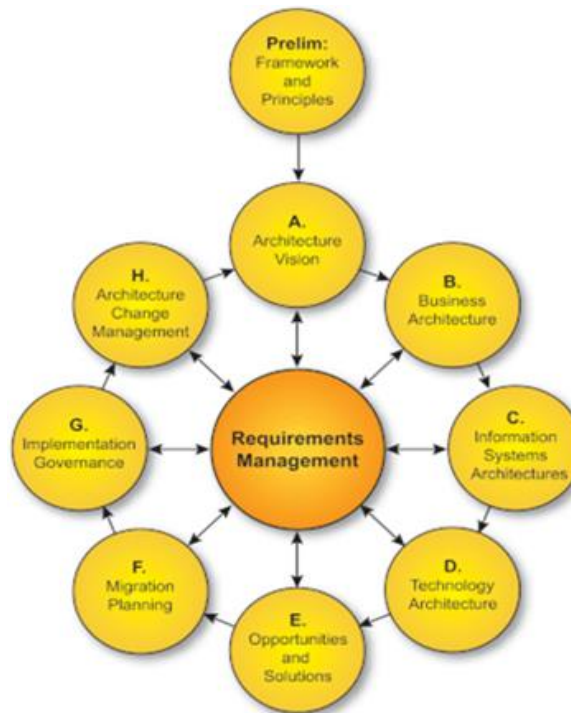 Prelim:
Framework
and
Principles
A.
Architecture
Vision
H.
Architecture
Change
Management
B.
Business
Architecture
G.
Implementation
Governance
Requirements
Management
C.
Information
Systems
Architectures
F.
Migration
Planning
D.
Technology
Architecture
E.
Opportunities
and
Solutions